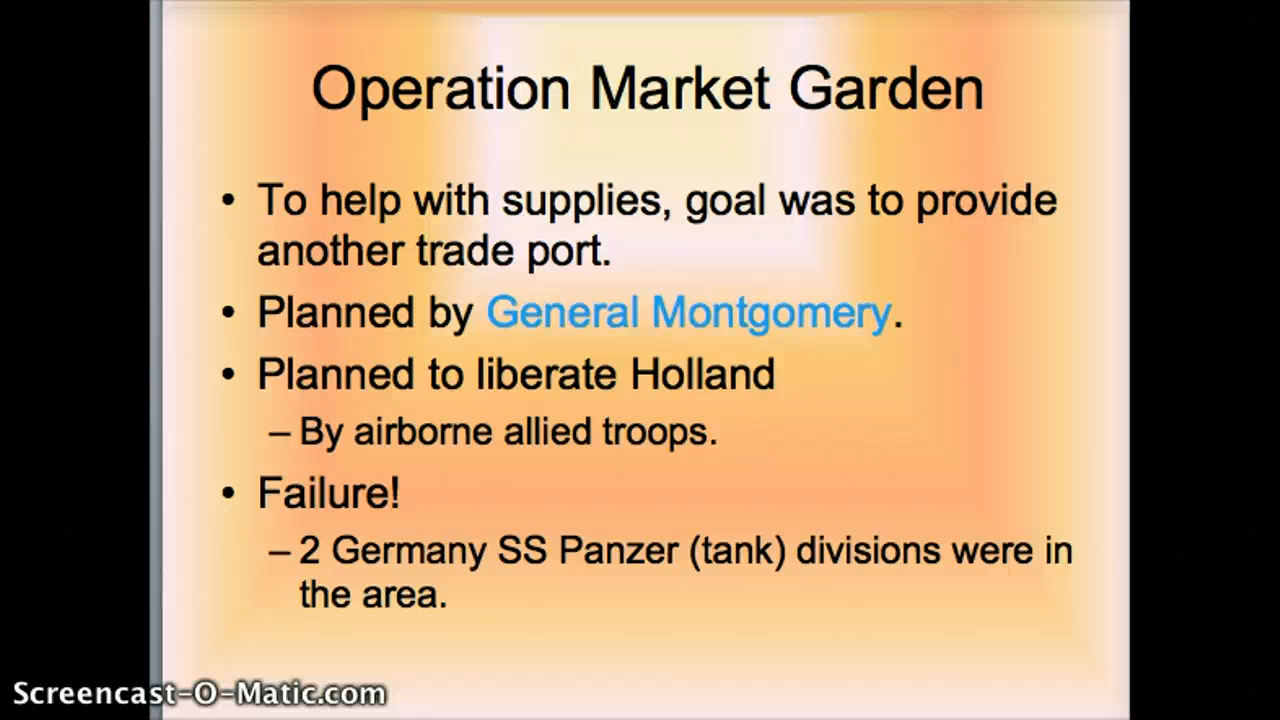 Operation Market Garden
• To help with supplies, goal was to provide
another trade port.
• Planned by General Montgomery.
• Planned to liberate Holland
– By airborne allied troops.
• Failure!
– 2 Germany SS Panzer (tank) divisions were in
the area.
Screencast-O-Matic.com